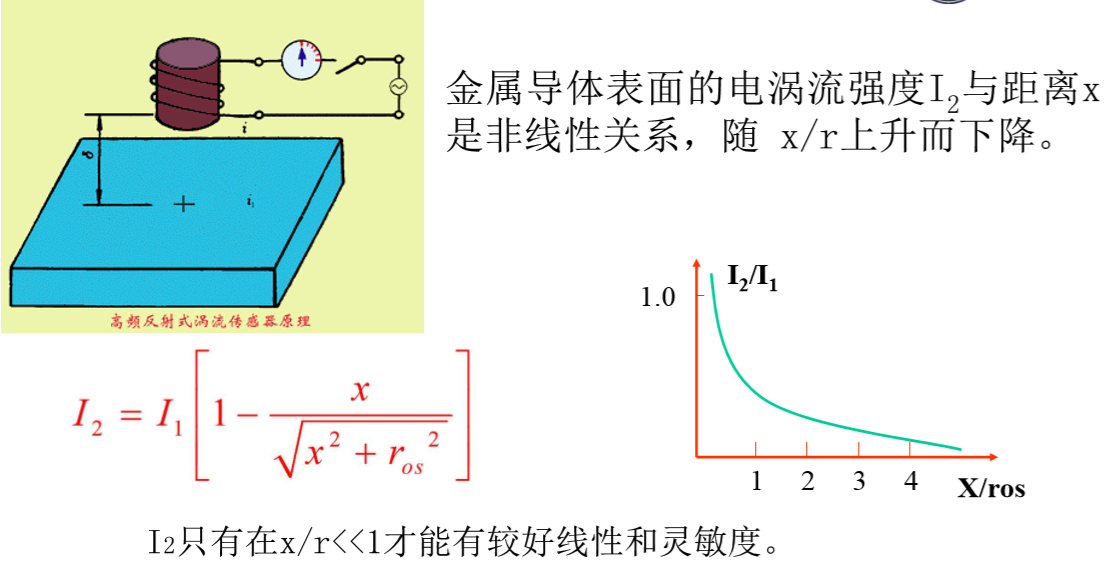 金属导体表面的电涡流强度I₂与距离x
是非线性关系，随 x/r上升而下降。
δ
i
i₁
高频反射式涡流传感器原理
I₂/I₁
1.0
1 2 3 4 X/ros
I₂ = I₁ [1 − x / √(x² + r_os²)]
I2只有在x/r<<1才能有较好线性和灵敏度。